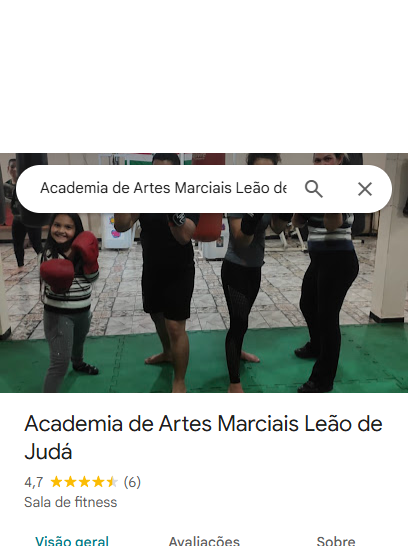 Academia de Artes Marciais Leão de
Academia de Artes Marciais Leão de
Judá
4,7 (6)
Sala de fitness
Visão geral Avaliações Sobre